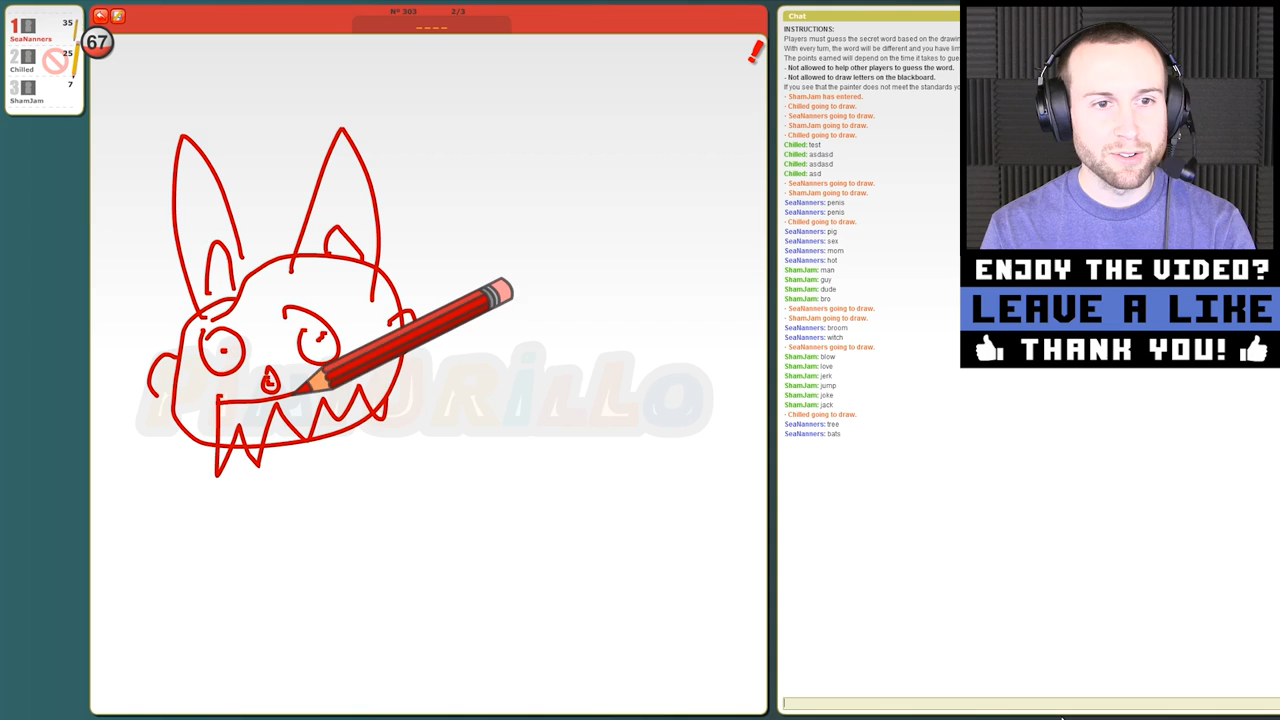 1
35
SeaNanners
67
2
25
Chilled
3
7
ShamJam
Nº 303 2/3
_ _ _ _
Chat
INSTRUCTIONS:
Players must guess the secret word based on the drawin
With every turn, the word will be different and you have lim
The points earned will depend on the time it takes to gue
- Not allowed to help other players to guess the word.
- Not allowed to draw letters on the blackboard.
If you see that the painter does not meet the standards yo
- ShamJam has entered.
- Chilled going to draw.
- SeaNanners going to draw.
- ShamJam going to draw.
- Chilled going to draw.
Chilled: test
Chilled: asdasd
Chilled: asdasd
Chilled: asd
- SeaNanners going to draw.
- ShamJam going to draw.
SeaNanners: penis
SeaNanners: penis
- Chilled going to draw.
SeaNanners: pig
SeaNanners: sex
SeaNanners: mom
SeaNanners: hot
ShamJam: man
ShamJam: guy
ShamJam: dude
ShamJam: bro
- SeaNanners going to draw.
- ShamJam going to draw.
SeaNanners: broom
SeaNanners: witch
- SeaNanners going to draw.
ShamJam: blow
ShamJam: love
ShamJam: jerk
ShamJam: jump
ShamJam: joke
ShamJam: jack
- Chilled going to draw.
SeaNanners: tree
SeaNanners: bats
ENJOY THE VIDEO?
LEAVE A LIKE
THANK YOU!